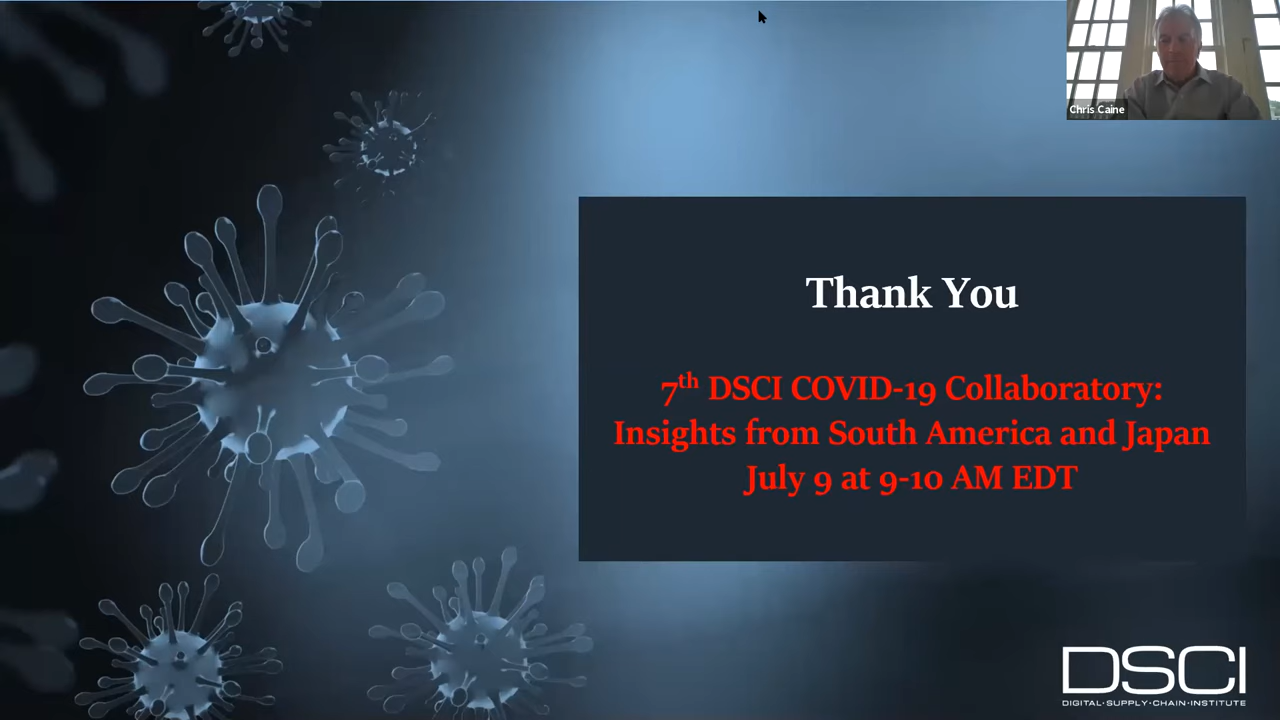 Chris Caine
Thank You
7th DSCI COVID-19 Collaboratory:
Insights from South America and Japan
July 9 at 9-10 AM EDT
DSCI
DIGITAL·SUPPLY·CHAIN·INSTITUTE